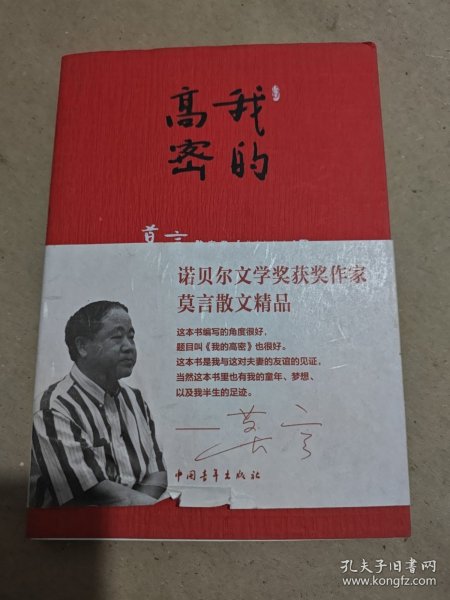 我的
高密
莫言
诺贝尔文学奖获奖作家
莫言散文精品
这本书编写的角度很好，
题目叫《我的高密》也很好。
这本书是我与这对夫妻的友谊的见证，
当然这本书里也有我的童年、梦想、
以及我半生的足迹。
——莫言
中国青年出版社
孔夫子旧书网
www.kongfz.com